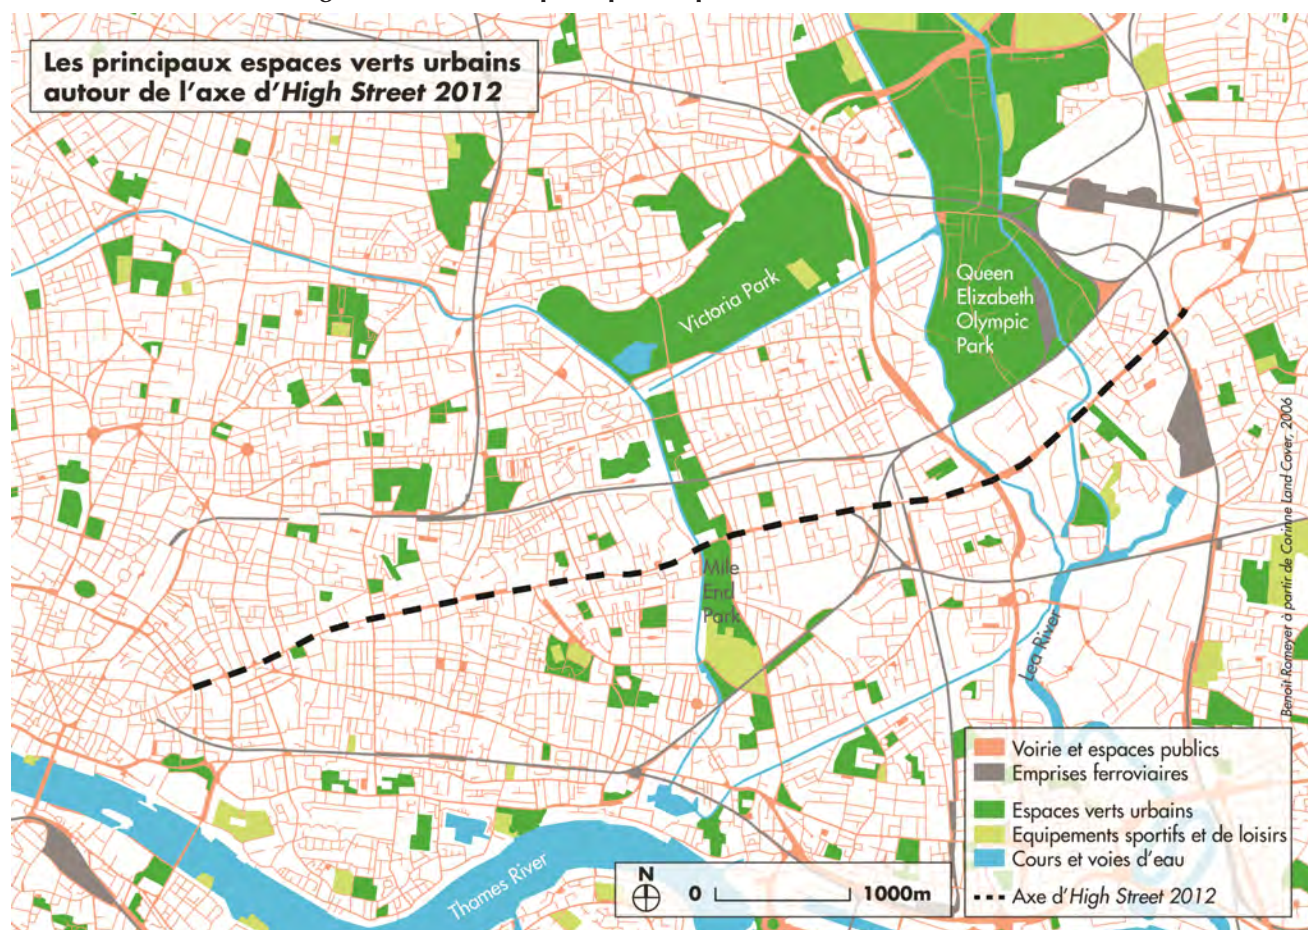 Les principaux espaces verts urbains
autour de l'axe d'High Street 2012
Victoria Park
Queen
Elizabeth
Olympic
Park
Mile
End
Park
Lea River
Thames River
Benoît Romeyer à partir de Corinne Land Cover, 2006
Voirie et espaces publics
Emprises ferroviaires
Espaces verts urbains
Equipements sportifs et de loisirs
Cours et voies d'eau
Axe d'High Street 2012
N
0 1000m